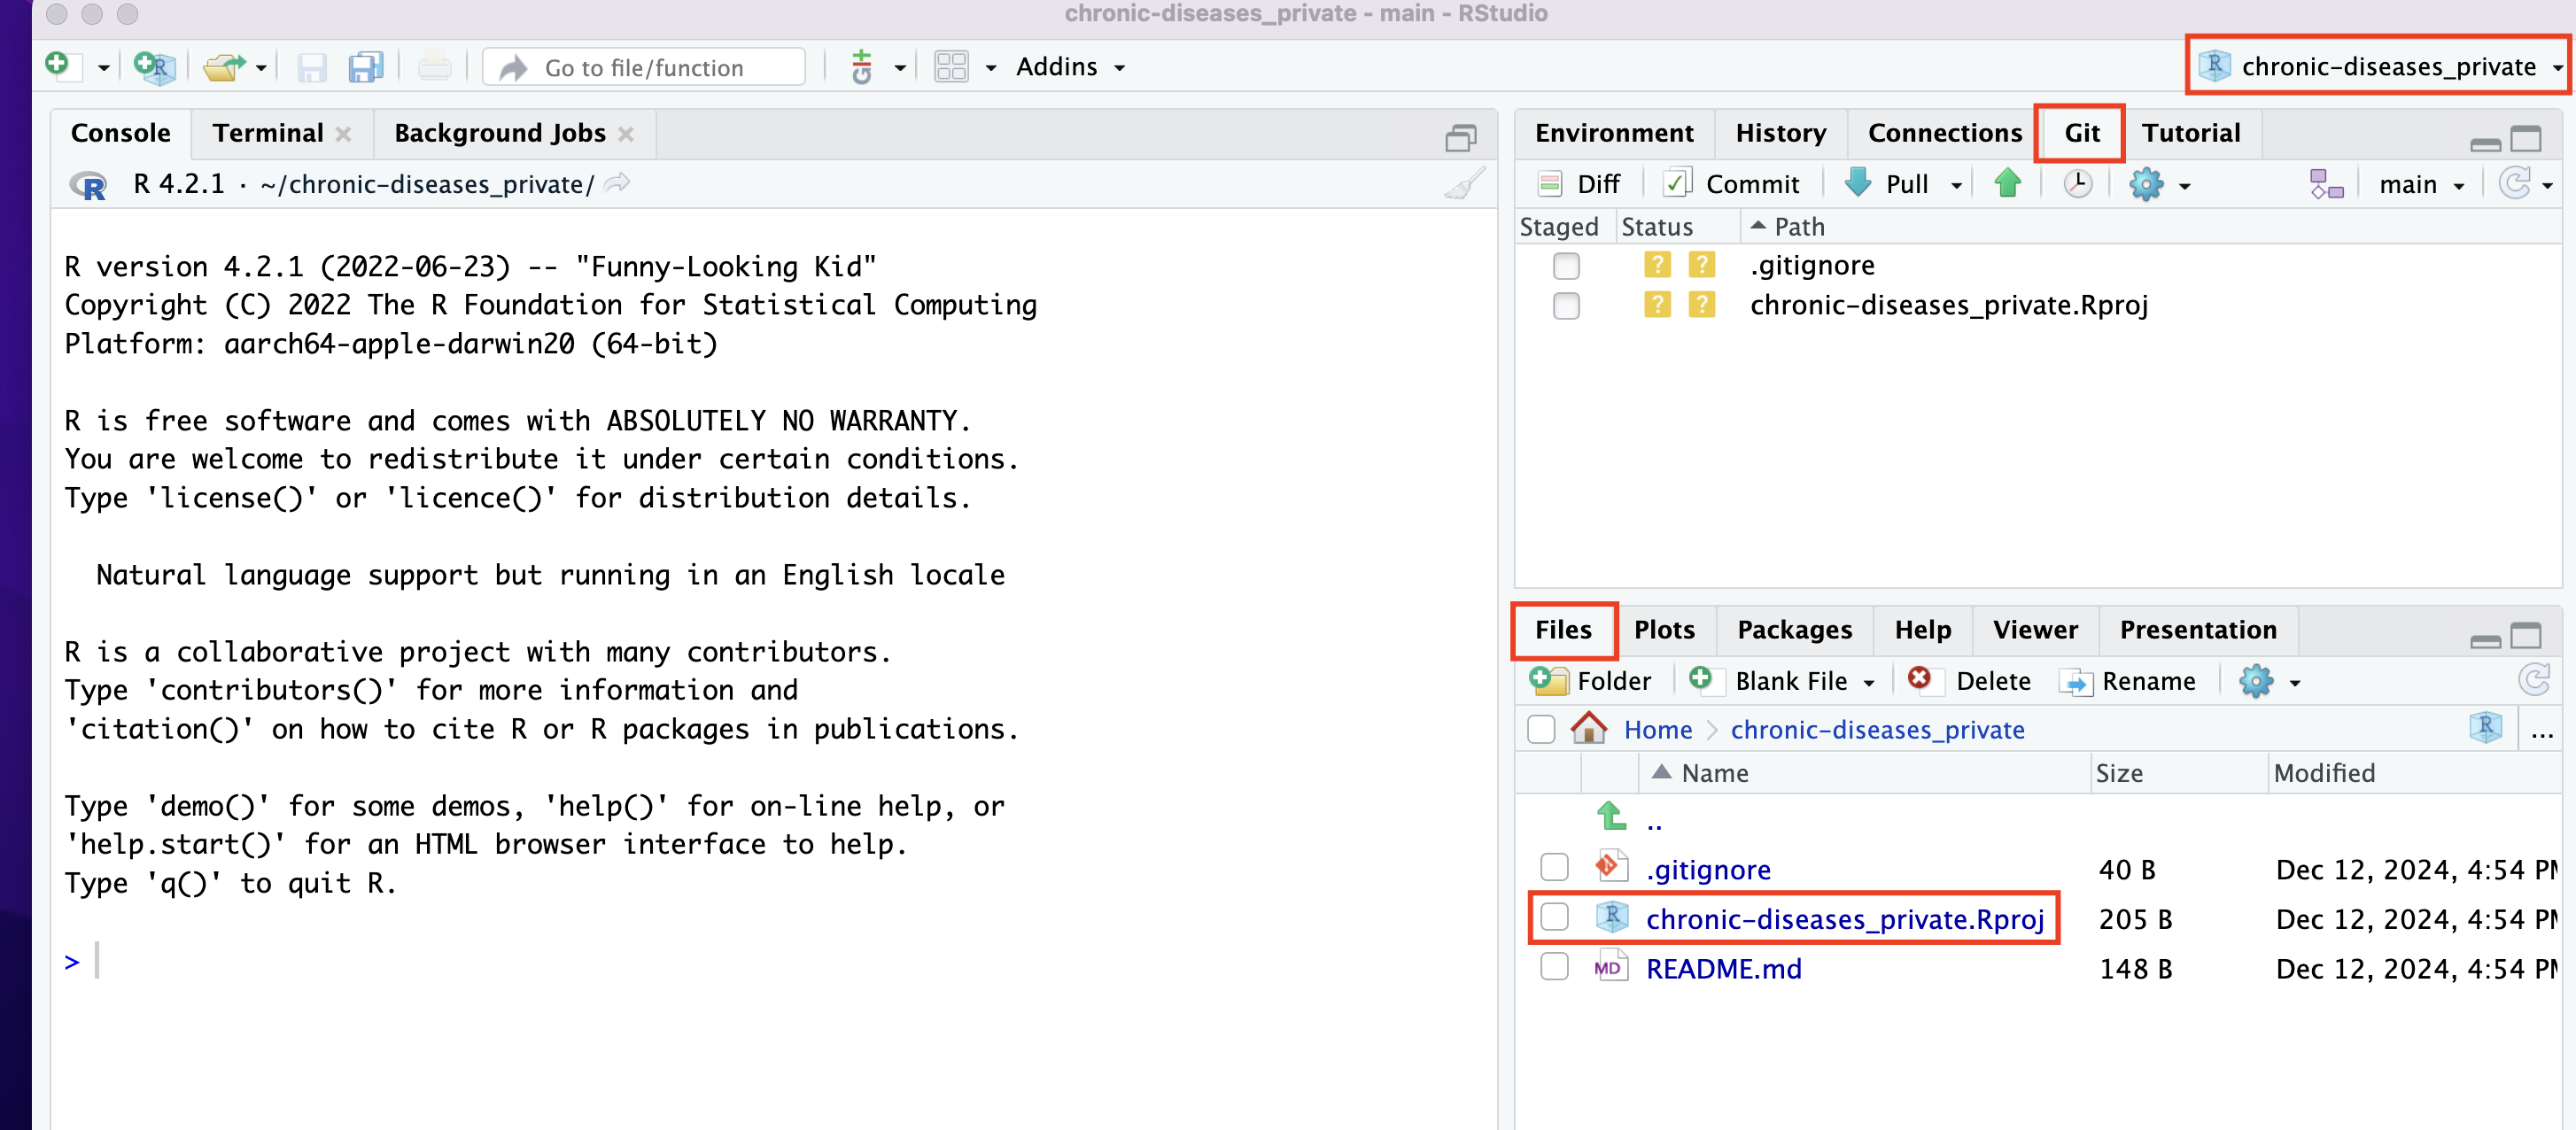 chronic-diseases_private - main - RStudio
Go to file/function
Addins
chronic-diseases_private
Console
Terminal
Background Jobs
R 4.2.1 · ~/chronic-diseases_private/
R version 4.2.1 (2022-06-23) -- "Funny-Looking Kid"
Copyright (C) 2022 The R Foundation for Statistical Computing
Platform: aarch64-apple-darwin20 (64-bit)
R is free software and comes with ABSOLUTELY NO WARRANTY.
You are welcome to redistribute it under certain conditions.
Type 'license()' or 'licence()' for distribution details.
Natural language support but running in an English locale
R is a collaborative project with many contributors.
Type 'contributors()' for more information and
'citation()' on how to cite R or R packages in publications.
Type 'demo()' for some demos, 'help()' for on-line help, or
'help.start()' for an HTML browser interface to help.
Type 'q()' to quit R.
>
Environment
History
Connections
Git
Tutorial
Diff
Commit
Pull
main
Staged
Status
Path
? ? .gitignore
? ? chronic-diseases_private.Rproj
Files
Plots
Packages
Help
Viewer
Presentation
Folder
Blank File
Delete
Rename
Home
chronic-diseases_private
...
Name
Size
Modified
..
.gitignore 40 B Dec 12, 2024, 4:54 PM
chronic-diseases_private.Rproj 205 B Dec 12, 2024, 4:54 PM
MD README.md 148 B Dec 12, 2024, 4:54 PM